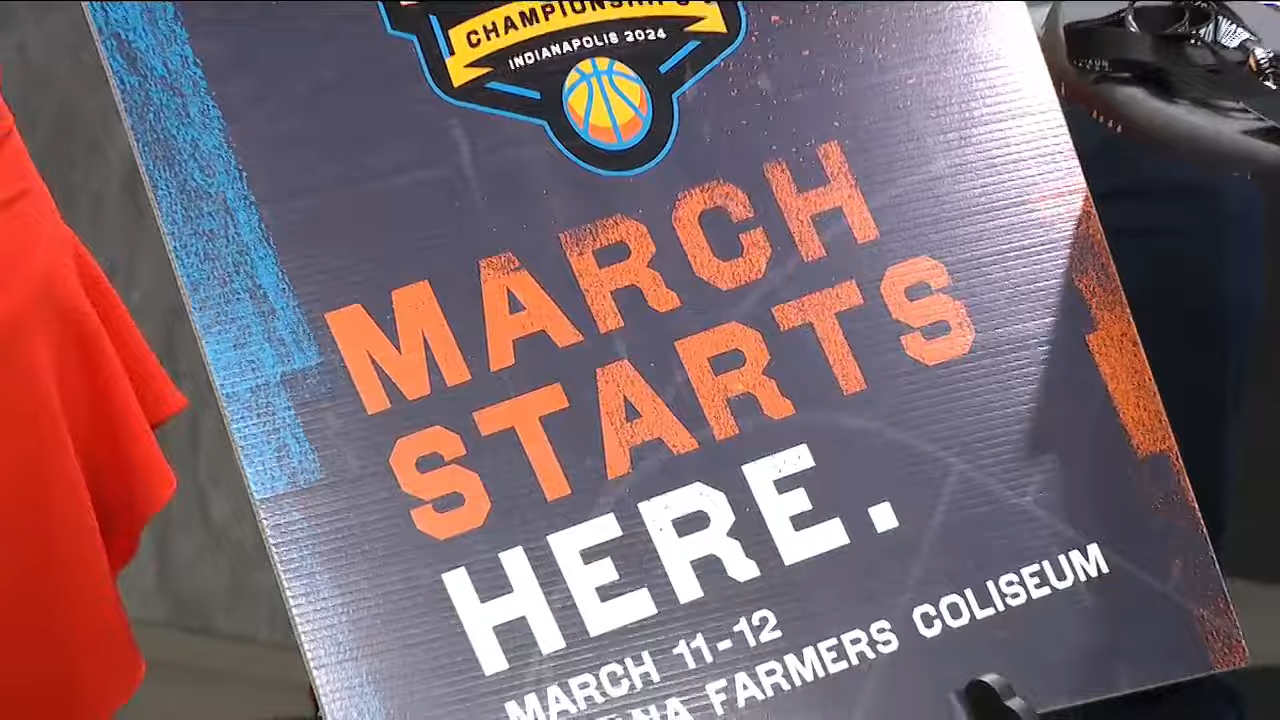 CHAMPIONSHIPS
INDIANAPOLIS 2024
MARCH
STARTS
HERE.
MARCH 11-12
FARMERS COLISEUM